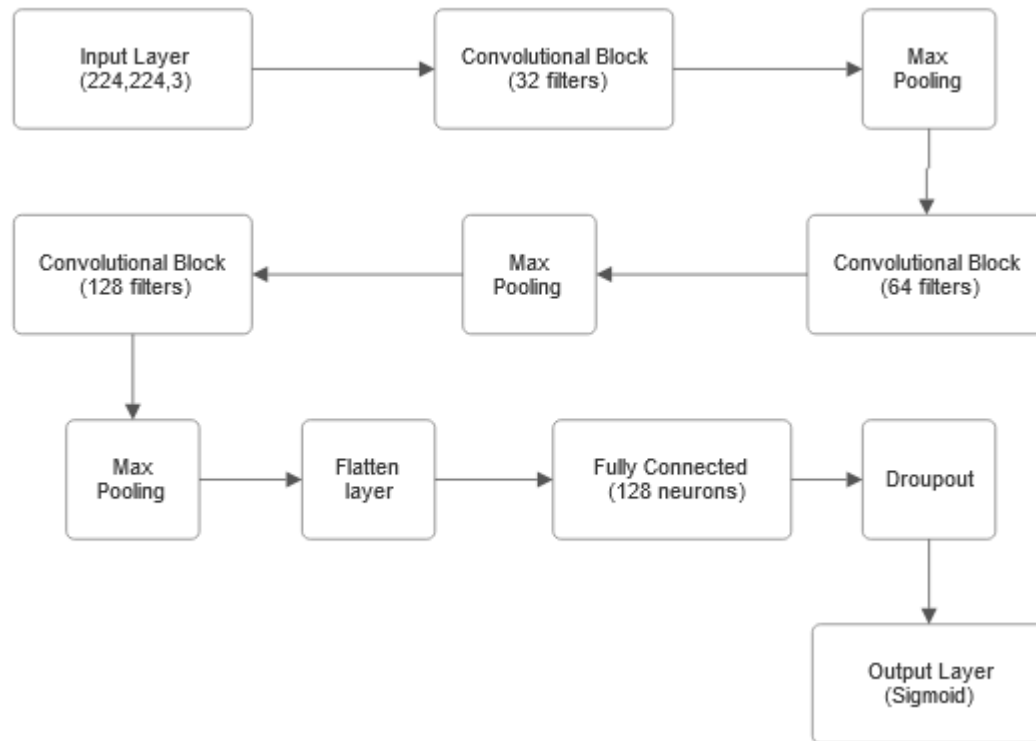 Input Layer
(224,224,3)
Convolutional Block
(32 filters)
Max
Pooling
Convolutional Block
(64 filters)
Max
Pooling
Convolutional Block
(128 filters)
Max
Pooling
Flatten
layer
Fully Connected
(128 neurons)
Droupout
Output Layer
(Sigmoid)